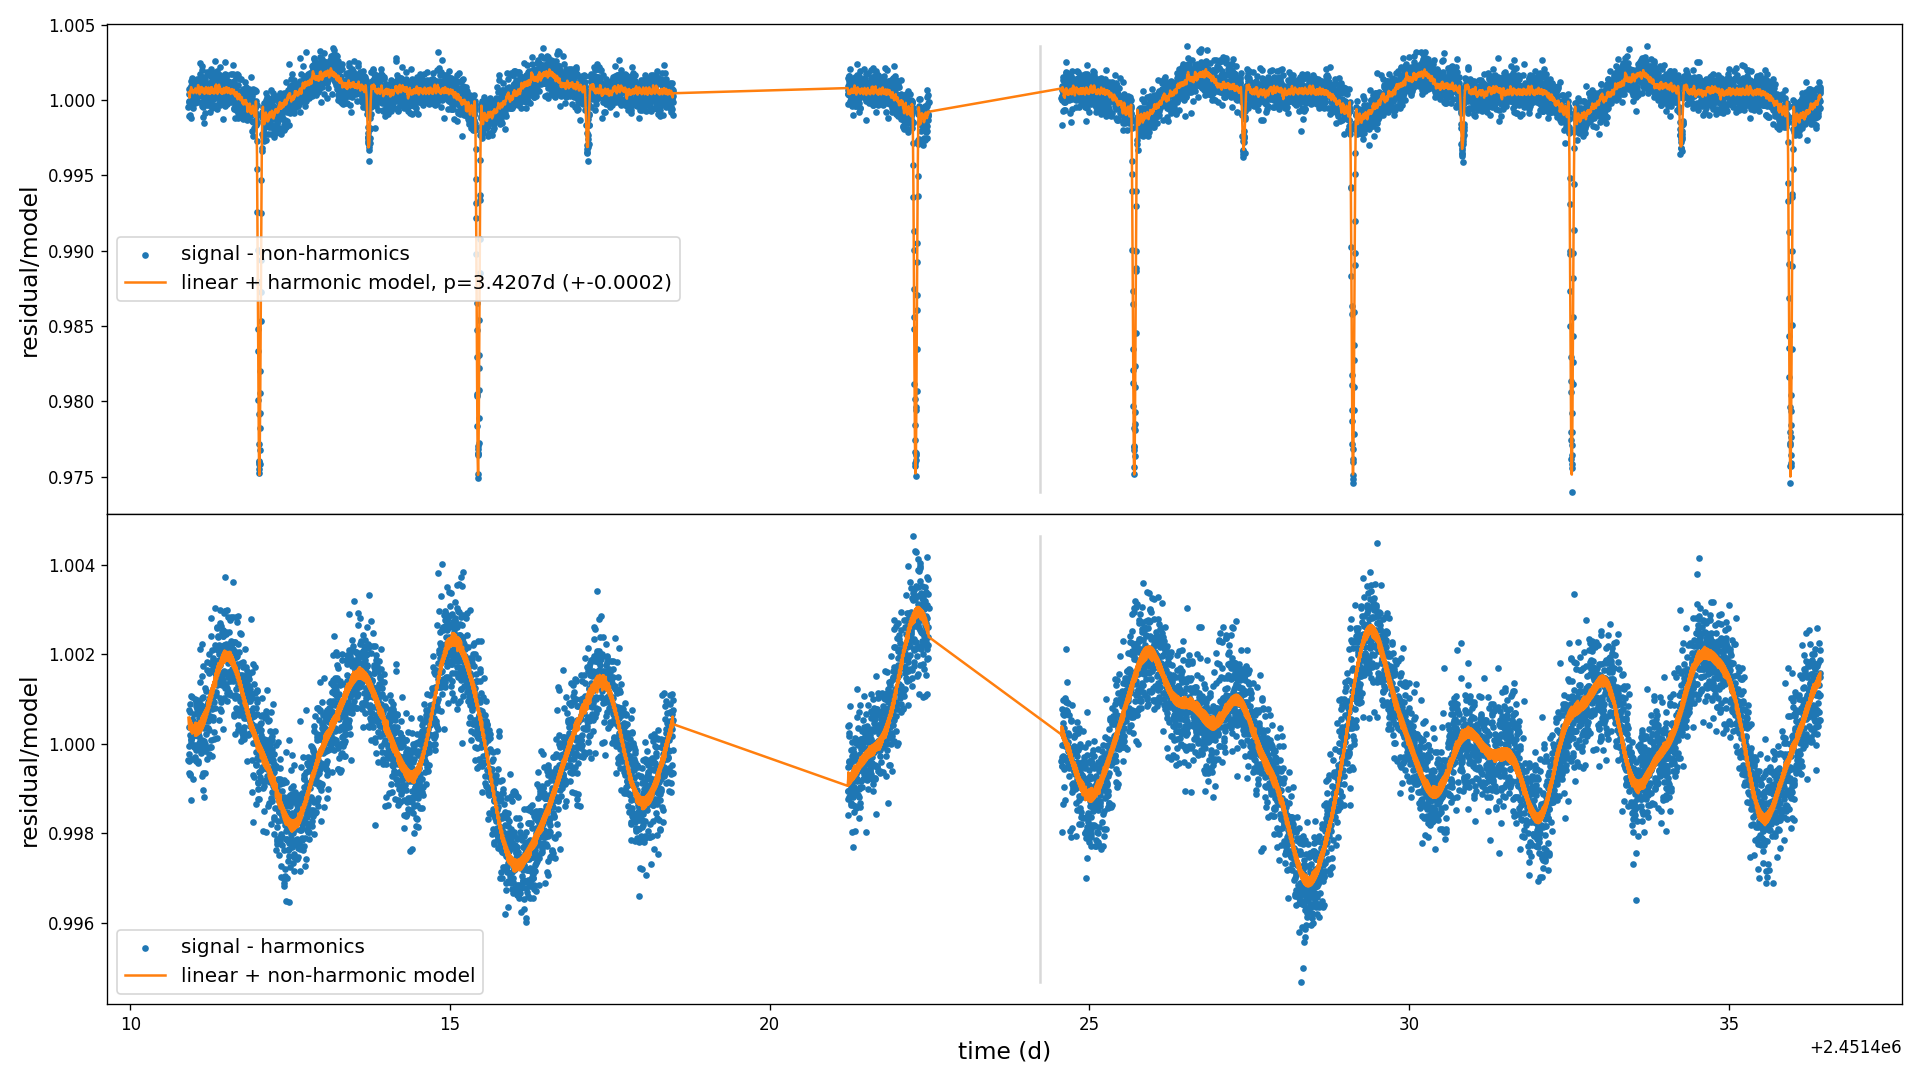 1.005
1.000
0.995
0.990
0.985
0.980
0.975
residual/model
signal - non-harmonics
linear + harmonic model, p=3.4207d (+-0.0002)
1.004
1.002
1.000
0.998
0.996
residual/model
signal - harmonics
linear + non-harmonic model
10 15 20 25 30 35
time (d)
+2.4514e6